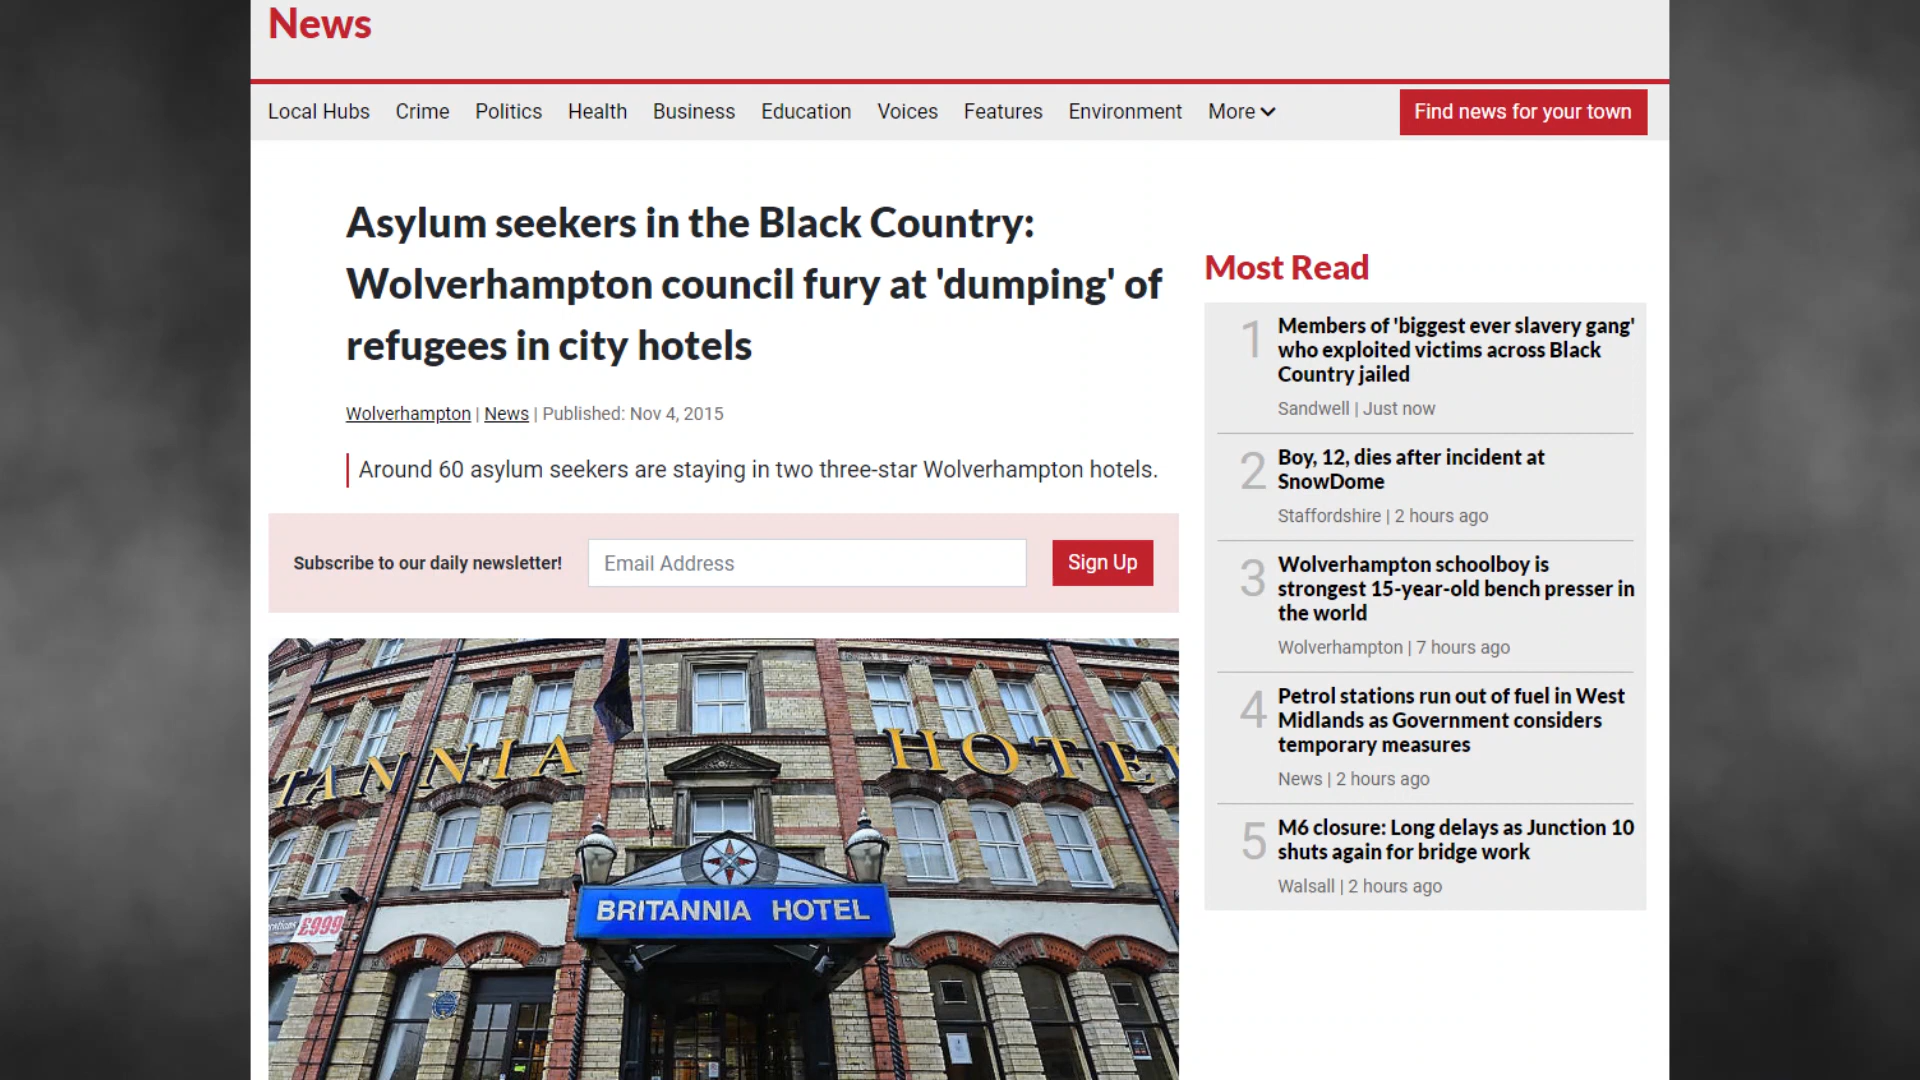 News
Local Hubs Crime Politics Health Business Education Voices Features Environment More Find news for your town
Asylum seekers in the Black Country:
Wolverhampton council fury at 'dumping' of
refugees in city hotels
Wolverhampton | News | Published: Nov 4, 2015
Around 60 asylum seekers are staying in two three-star Wolverhampton hotels.
Subscribe to our daily newsletter! Email Address Sign Up
TANNIA HOTEL
BRITANNIA HOTEL
£999
Most Read
1 Members of 'biggest ever slavery gang'
who exploited victims across Black
Country jailed
Sandwell | Just now
2 Boy, 12, dies after incident at
SnowDome
Staffordshire | 2 hours ago
3 Wolverhampton schoolboy is
strongest 15-year-old bench presser in
the world
Wolverhampton | 7 hours ago
4 Petrol stations run out of fuel in West
Midlands as Government considers
temporary measures
News | 2 hours ago
5 M6 closure: Long delays as Junction 10
shuts again for bridge work
Walsall | 2 hours ago